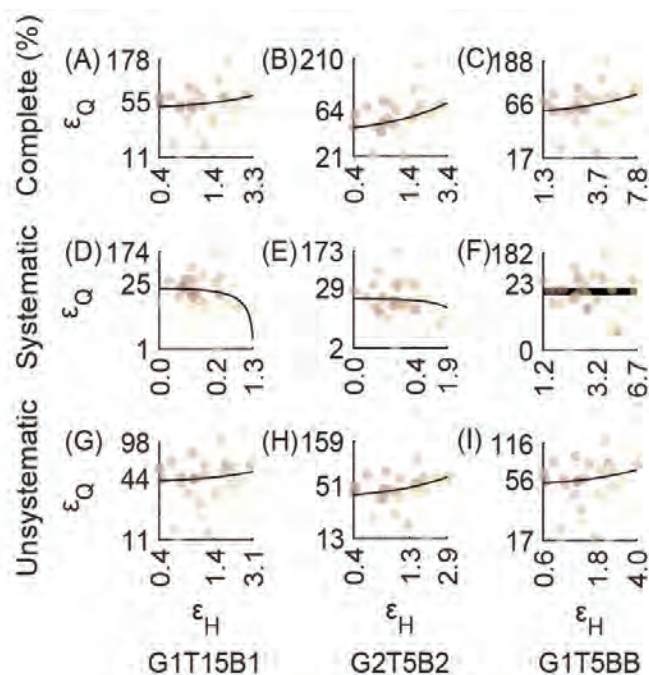 Complete (%)
(A) 178 55 11 εQ 0.4 1.4 3.3
(B) 210 64 21 0.4 1.4 3.4
(C) 188 66 17 1.3 3.7 7.8
Systematic
(D) 174 25 1 εQ 0.0 0.2 1.3
(E) 173 29 2 0.0 0.4 1.9
(F) 182 23 0 1.2 3.2 6.7
Unsystematic
(G) 98 44 11 εQ 0.4 1.4 3.1
(H) 159 51 13 0.4 1.3 2.9
(I) 116 56 17 0.6 1.8 4.0
εH εH εH
G1T15B1 G2T5B2 G1T5BB